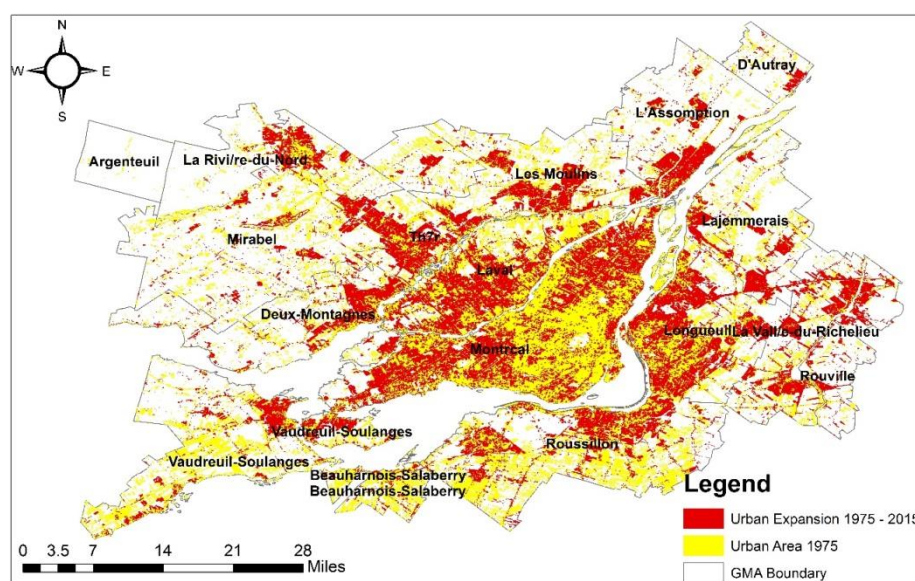 N
W E
S
D'Autray
L'Assomption
Argenteuil
La Rivi/re-du-Nord
Les Moulins
Lajemmerais
Mirabel
Th?r
Laval
Deux-Montagnes
Longueuil La Vall/e-du-Richelieu
Montrcal
Rouville
Vaudreuil-Soulanges
Roussillon
Vaudreuil-Soulanges
Beauharnois-Salaberry
Beauharnois-Salaberry
Legend
Urban Expansion 1975 - 2015
Urban Area 1975
GMA Boundary
0 3.5 7 14 21 28
Miles